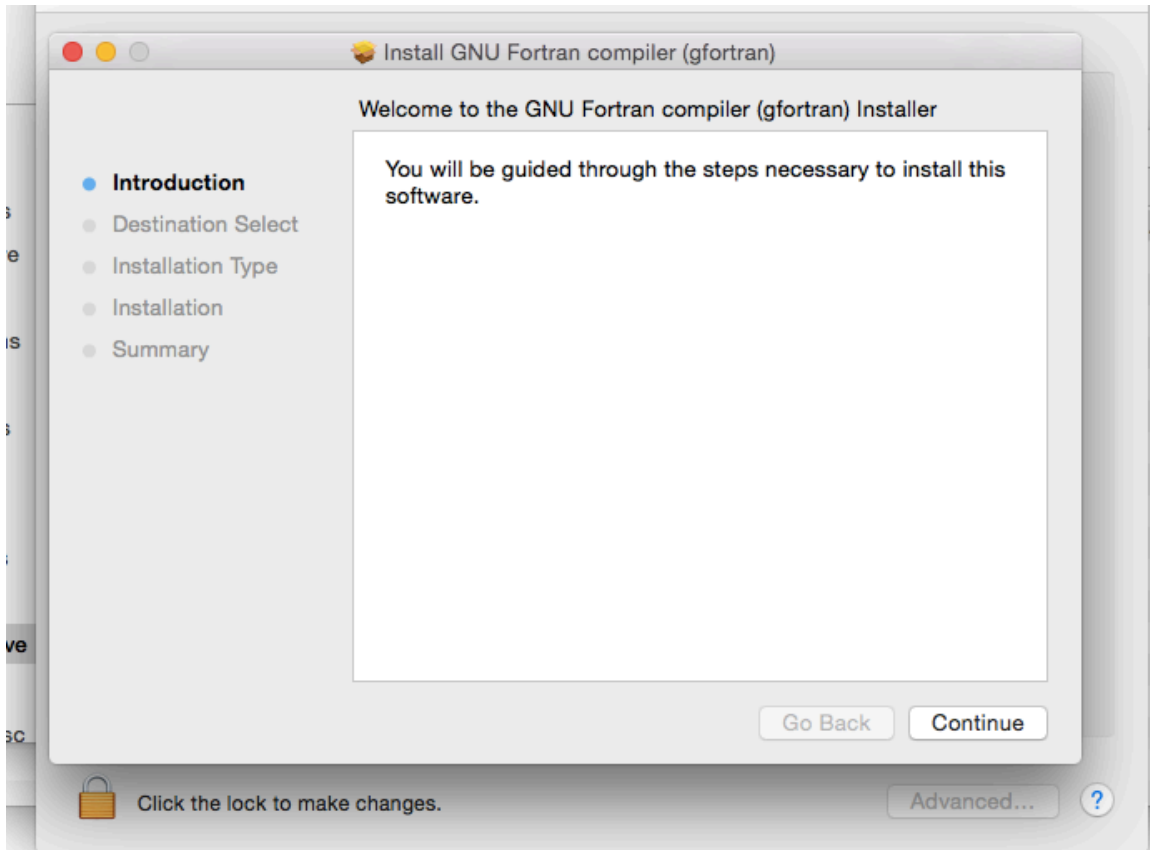 Install GNU Fortran compiler (gfortran)
Welcome to the GNU Fortran compiler (gfortran) Installer
You will be guided through the steps necessary to install this
software.
Introduction
Destination Select
Installation Type
Installation
Summary
Go Back
Continue
Click the lock to make changes.
Advanced...
?